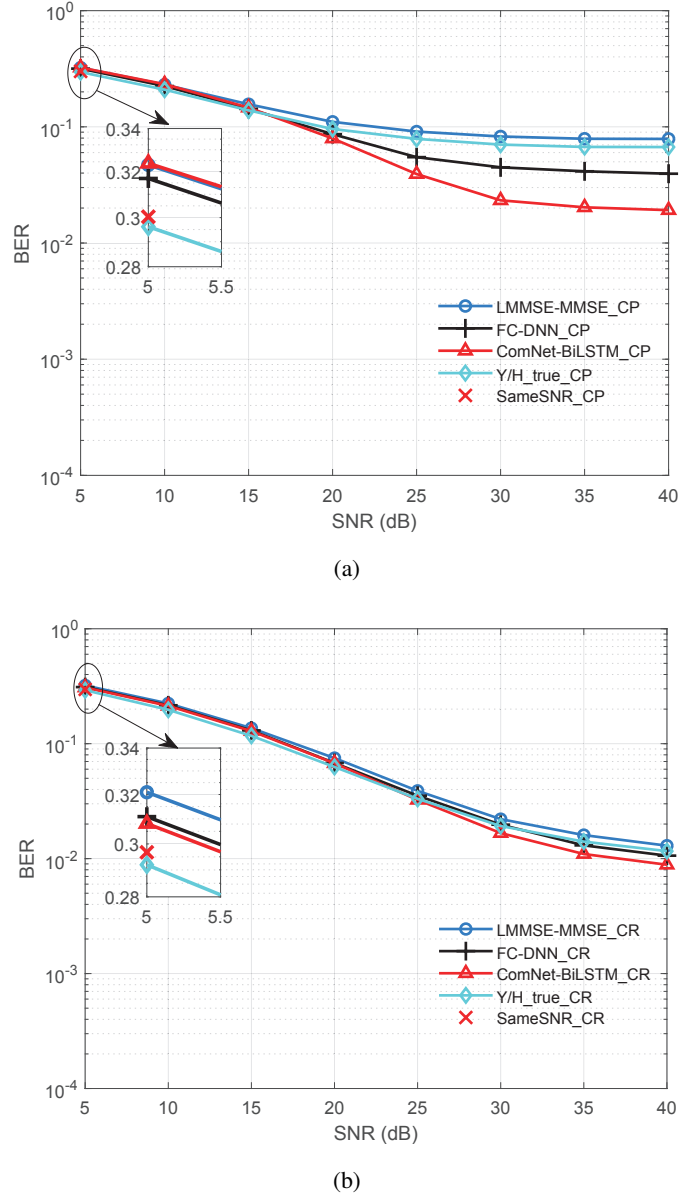 10^0
10^-1
10^-2
10^-4
BER
0.34
0.32
0.3
0.28
5 5.5
LMMSE-MMSE_CP
FC-DNN_CP
ComNet-BiLSTM_CP
Y/H_true_CP
SameSNR_CP
5 10 15 20 25 30 35 40
SNR (dB)
(a)
10^0
10^-1
10^-2
10^-3
10^-4
BER
0.34
0.32
0.3
0.28
5 5.5
LMMSE-MMSE_CR
FC-DNN_CR
ComNet-BiLSTM_CR
Y/H_true_CR
SameSNR_CR
5 10 15 20 25 30 35 40
SNR (dB)
(b)